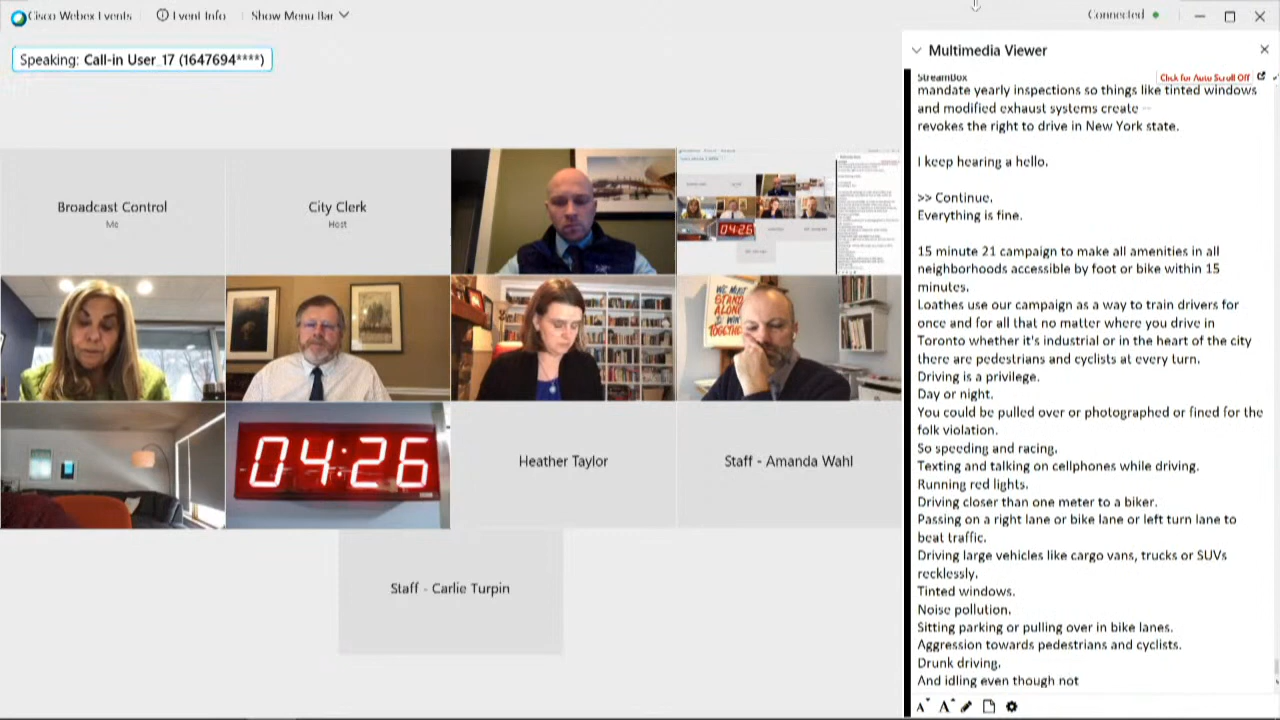 Cisco Webex Events
Event Info
Show Menu Bar
Connected
Speaking: Call-in User_17 (1647694****)
Broadcast Com
Me
City Clerk
Host
04:26
WE MUST
STAND
ALONE
WIN
TOGETHER
04:26
Heather Taylor
Staff - Amanda Wahl
Staff - Carlie Turpin
Multimedia Viewer
StreamBox
Click for Auto Scroll Off
mandate yearly inspections so things like tinted windows
and modified exhaust systems create --
revokes the right to drive in New York state.
I keep hearing a hello.
>> Continue.
Everything is fine.
15 minute 21 campaign to make all amenities in all
neighborhoods accessible by foot or bike within 15
minutes.
Loathes use our campaign as a way to train drivers for
once and for all that no matter where you drive in
Toronto whether it's industrial or in the heart of the city
there are pedestrians and cyclists at every turn.
Driving is a privilege.
Day or night.
You could be pulled over or photographed or fined for the
folk violation.
So speeding and racing.
Texting and talking on cellphones while driving.
Running red lights.
Driving closer than one meter to a biker.
Passing on a right lane or bike lane or left turn lane to
beat traffic.
Driving large vehicles like cargo vans, trucks or SUVs
recklessly.
Tinted windows.
Noise pollution.
Sitting parking or pulling over in bike lanes.
Aggression towards pedestrians and cyclists.
Drunk driving.
And idling even though not